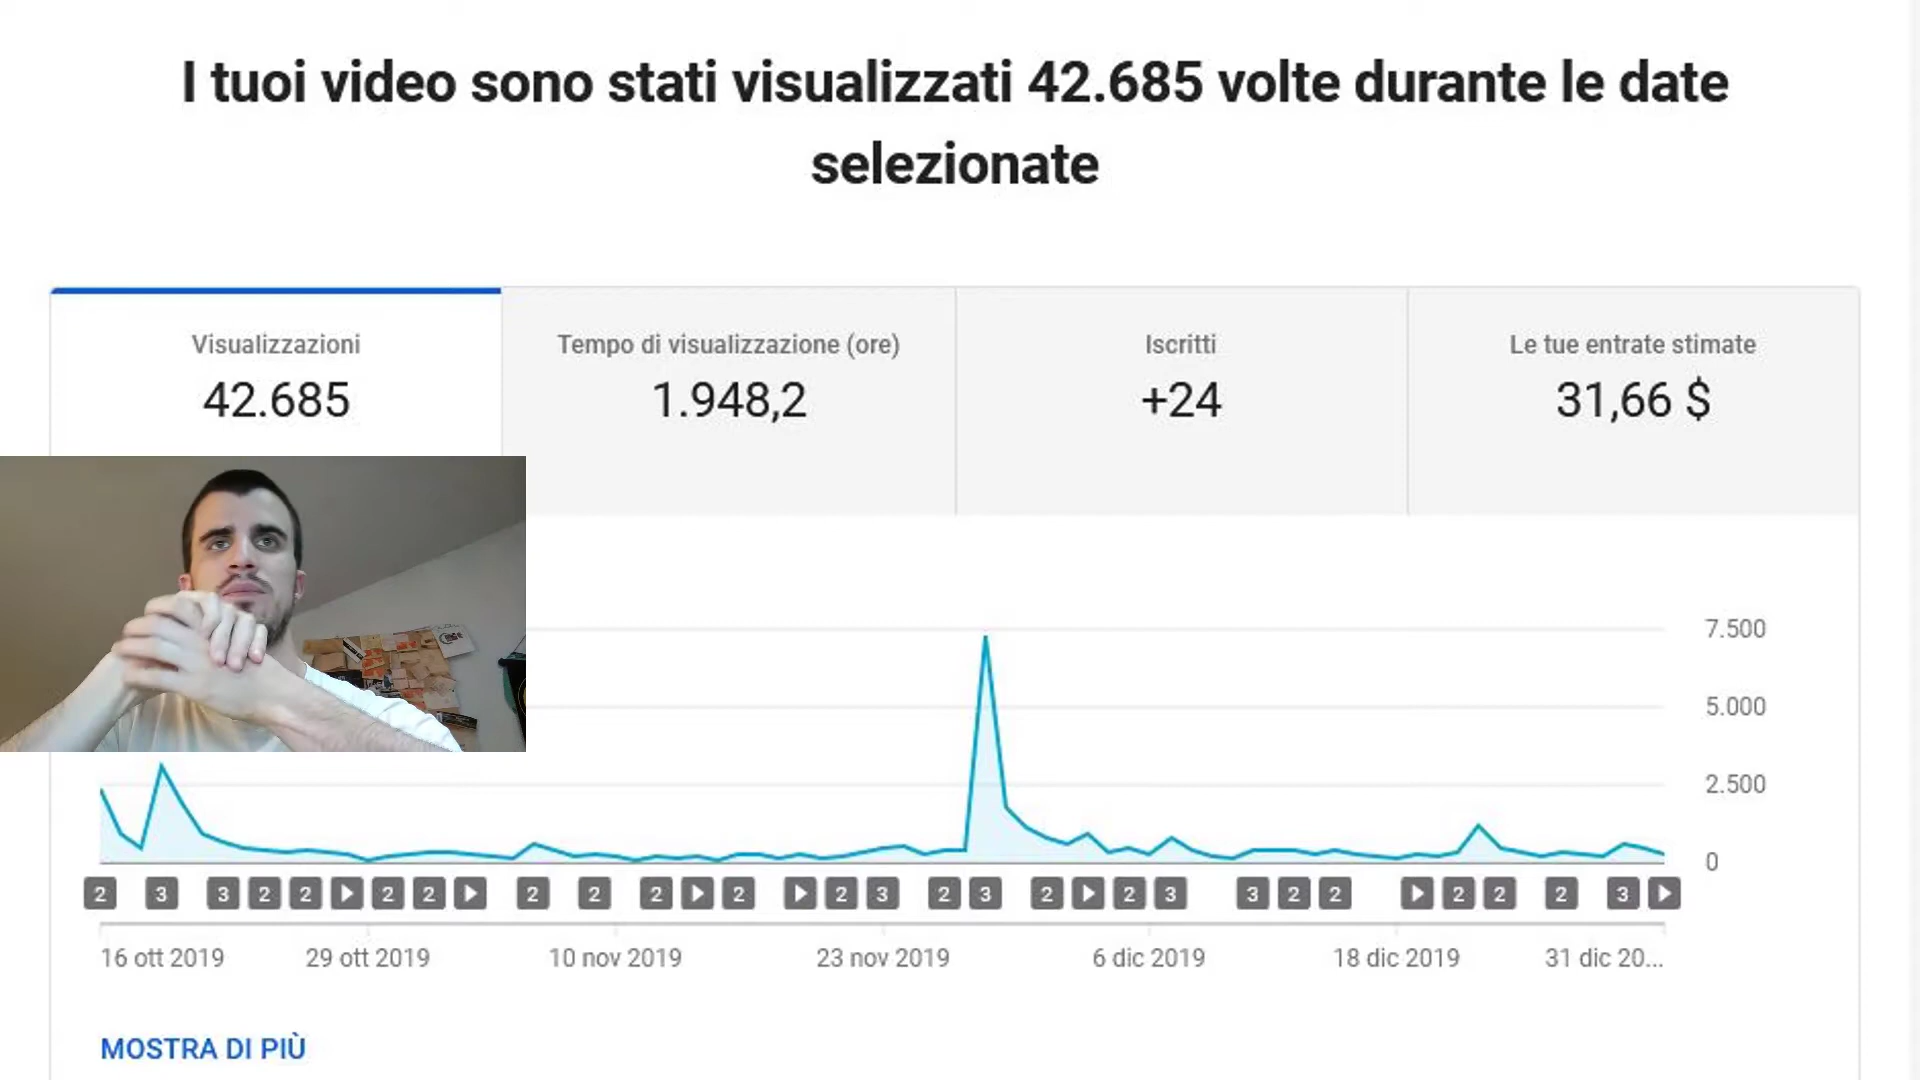 I tuoi video sono stati visualizzati 42.685 volte durante le date
selezionate
Visualizzazioni
42.685
Tempo di visualizzazione (ore)
1.948,2
Iscritti
+24
Le tue entrate stimate
31,66 $
7.500
5.000
2.500
0
2 3 3 2 2 2 2 2 2 2 2 2 3 2 3 2 2 3 3 2 2 2 2 2 3
16 ott 2019 29 ott 2019 10 nov 2019 23 nov 2019 6 dic 2019 18 dic 2019 31 dic 20...
MOSTRA DI PIÙ